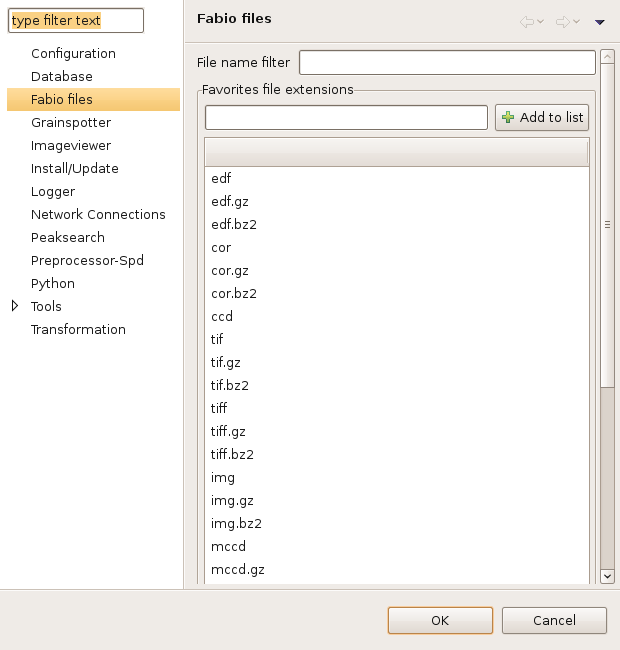 type filter text
Configuration
Database
Fabio files
Grainspotter
Imageviewer
Install/Update
Logger
Network Connections
Peaksearch
Preprocessor-Spd
Python
Tools
Transformation
Fabio files
File name filter
Favorites file extensions
Add to list
edf
edf.gz
edf.bz2
cor
cor.gz
cor.bz2
ccd
tif
tif.gz
tif.bz2
tiff
tiff.gz
tiff.bz2
img
img.gz
img.bz2
mccd
mccd.gz
OK Cancel